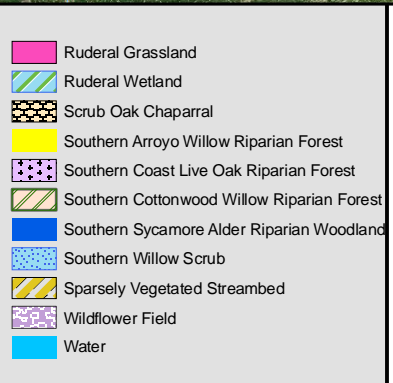 Ruderal Grassland
Ruderal Wetland
Scrub Oak Chaparral
Southern Arroyo Willow Riparian Forest
Southern Coast Live Oak Riparian Forest
Southern Cottonwood Willow Riparian Forest
Southern Sycamore Alder Riparian Woodland
Southern Willow Scrub
Sparsely Vegetated Streambed
Wildflower Field
Water